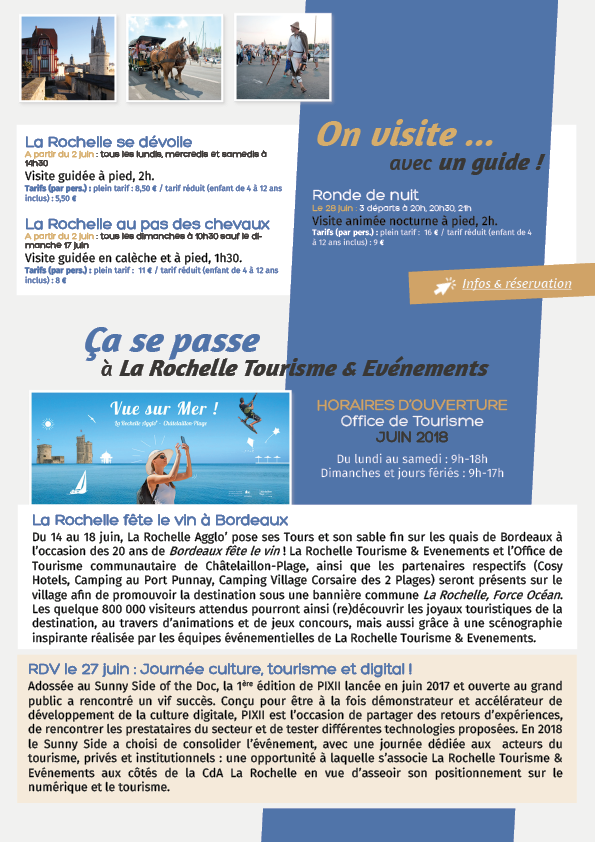 La Rochelle se dévoile
A partir du 2 juin : tous les lundis, mercredis et samedis à
14h30
Visite guidée à pied, 2h.
Tarifs (par pers.) : plein tarif : 8,50 € / tarif réduit (enfant de 4 à 12 ans
inclus) : 5,50 €
La Rochelle au pas des chevaux
A partir du 2 juin : tous les dimanches à 10h30 sauf le di-
manche 17 juin
Visite guidée en calèche et à pied, 1h30.
Tarifs (par pers.) : plein tarif : 11 € / tarif réduit (enfant de 4 à 12 ans
inclus) : 8 €
On visite ...
avec un guide !
Ronde de nuit
Le 28 juin : 3 départs à 20h, 20h30, 21h
Visite animée nocturne à pied, 2h.
Tarifs (par pers.) : plein tarif : 16 € / tarif réduit (enfant de 4
à 12 ans inclus) : 9 €
Infos & réservation
Ça se passe
à La Rochelle Tourisme & Evénements
Vue sur Mer !
La Rochelle Agglo' - Châtelaillon-Plage
HORAIRES D'OUVERTURE
Office de Tourisme
JUIN 2018
Du lundi au samedi : 9h-18h
Dimanches et jours fériés : 9h-17h
La Rochelle fête le vin à Bordeaux
Du 14 au 18 juin, La Rochelle Agglo' pose ses Tours et son sable fin sur les quais de Bordeaux à
l'occasion des 20 ans de Bordeaux fête le vin ! La Rochelle Tourisme & Evenements et l'Office de
Tourisme communautaire de Châtelaillon-Plage, ainsi que les partenaires respectifs (Cosy
Hotels, Camping au Port Punnay, Camping Village Corsaire des 2 Plages) seront présents sur le
village afin de promouvoir la destination sous une bannière commune La Rochelle, Force Océan.
Les quelque 800 000 visiteurs attendus pourront ainsi (re)découvrir les joyaux touristiques de la
destination, au travers d'animations et de jeux concours, mais aussi grâce à une scénographie
inspirante réalisée par les équipes événementielles de La Rochelle Tourisme & Evenements.
RDV le 27 juin : Journée culture, tourisme et digital !
Adossée au Sunny Side of the Doc, la 1ère édition de PIXII lancée en juin 2017 et ouverte au grand
public a rencontré un vif succès. Conçu pour être à la fois démonstrateur et accélérateur de
développement de la culture digitale, PIXII est l'occasion de partager des retours d'expériences,
de rencontrer les prestataires du secteur et de tester différentes technologies proposées. En 2018
le Sunny Side a choisi de consolider l'événement, avec une journée dédiée aux acteurs du
tourisme, privés et institutionnels : une opportunité à laquelle s'associe La Rochelle Tourisme &
Evénements aux côtés de la CdA La Rochelle en vue d'asseoir son positionnement sur le
numérique et le tourisme.